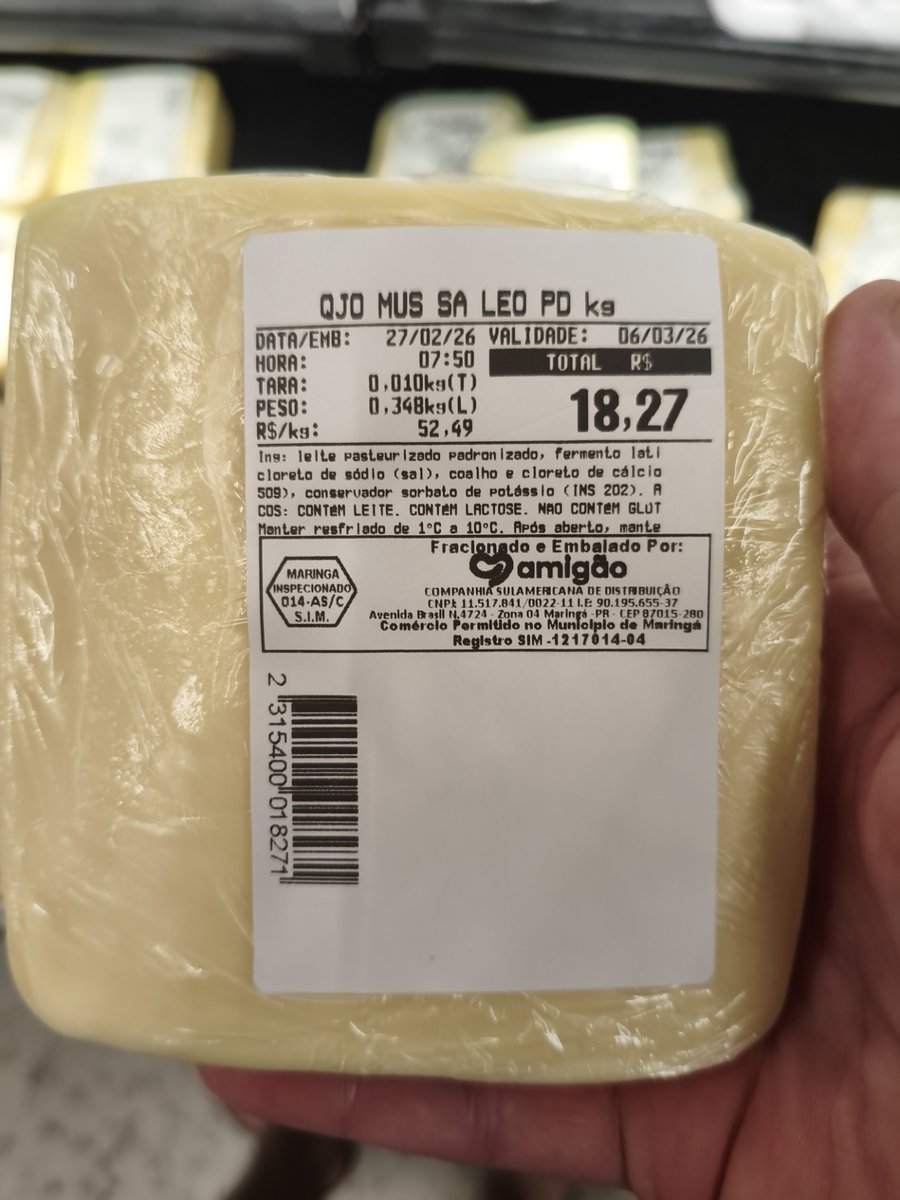 QJO MUS SA LEO PD kg
DATA/EMB: 27/02/26 VALIDADE: 06/03/26
HORA: 07:50 TOTAL R$
TARA: 0,010kg(T)
PESO: 0,348kg(L) 18,27
R$/kg: 52,49
Ing: leite pasteurizado padronizado, fermento lati
cloreto de sódio (sal), coalho e cloreto de cálcio
509), conservador sorbato de potássio (INS 202). A
COS: CONTéM LEITE. CONTéM LACTOSE. NAO CONTéM GLUT
Manter resfriado de 1°C a 10°C. Após aberto, mante
Fracionado e Embalado Por:
amigão
MARINGA
INSPECIONADO
014-AS/C
S.I.M.
COMPANHIA SULAMERICANA DE DISTRIBUIÇÃO
CNPJ: 11.517.841/0022-11 I.E: 90.195.655-37
Avenida Brasil N.4724 - Zona 04 Maringá - PR - CEP 87015-280
Comércio Permitido no Municipio de Maringá
Registro SIM -1217014-04
2 315400 018271